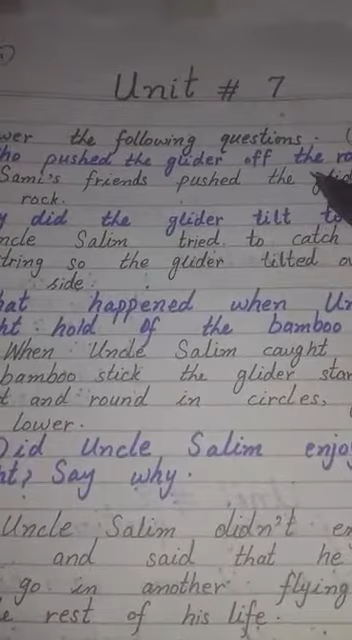 Unit # 7
the following questions.
pushed the glider off the
Sami's friends pushed the
rock.
did the glider tilt
Salim tried to catch
so the glider tilted
side.
happened when
hold of the bamboo
When Uncle Salim caught
bamboo stick the glider
and round in circles,
lower.
Did Uncle Salim
Say why.
Uncle Salim didn't
and said that he
go in another flying
rest of his life.